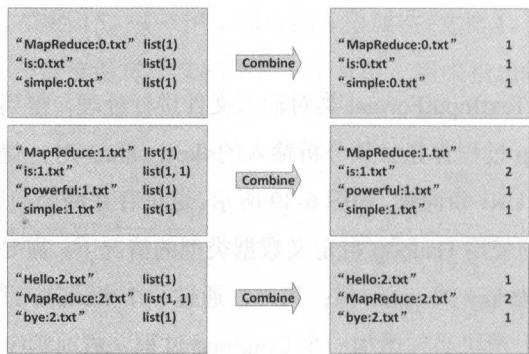 “MapReduce:0.txt” list(1)
“is:0.txt” list(1)
“simple:0.txt” list(1)
Combine
“MapReduce:0.txt” 1
“is:0.txt” 1
“simple:0.txt” 1
“MapReduce:1.txt” list(1)
“is:1.txt” list(1, 1)
“powerful:1.txt” list(1)
“simple:1.txt” list(1)
Combine
“MapReduce:1.txt” 1
“is:1.txt” 2
“powerful:1.txt” 1
“simple:1.txt” 1
“Hello:2.txt” list(1)
“MapReduce:2.txt” list(1, 1)
“bye:2.txt” list(1)
Combine
“Hello:2.txt” 1
“MapReduce:2.txt” 2
“bye:2.txt” 1